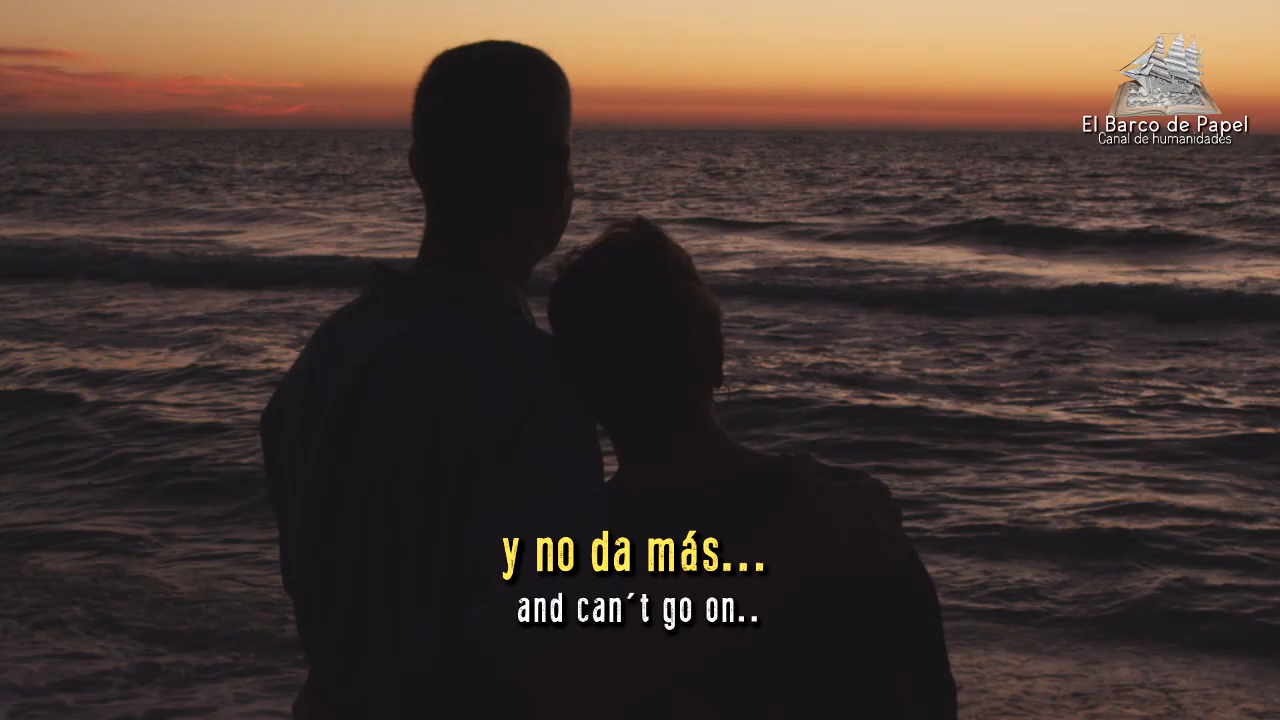 El Barco de Papel
Canal de humanidades
y no da más...
and can´t go on..